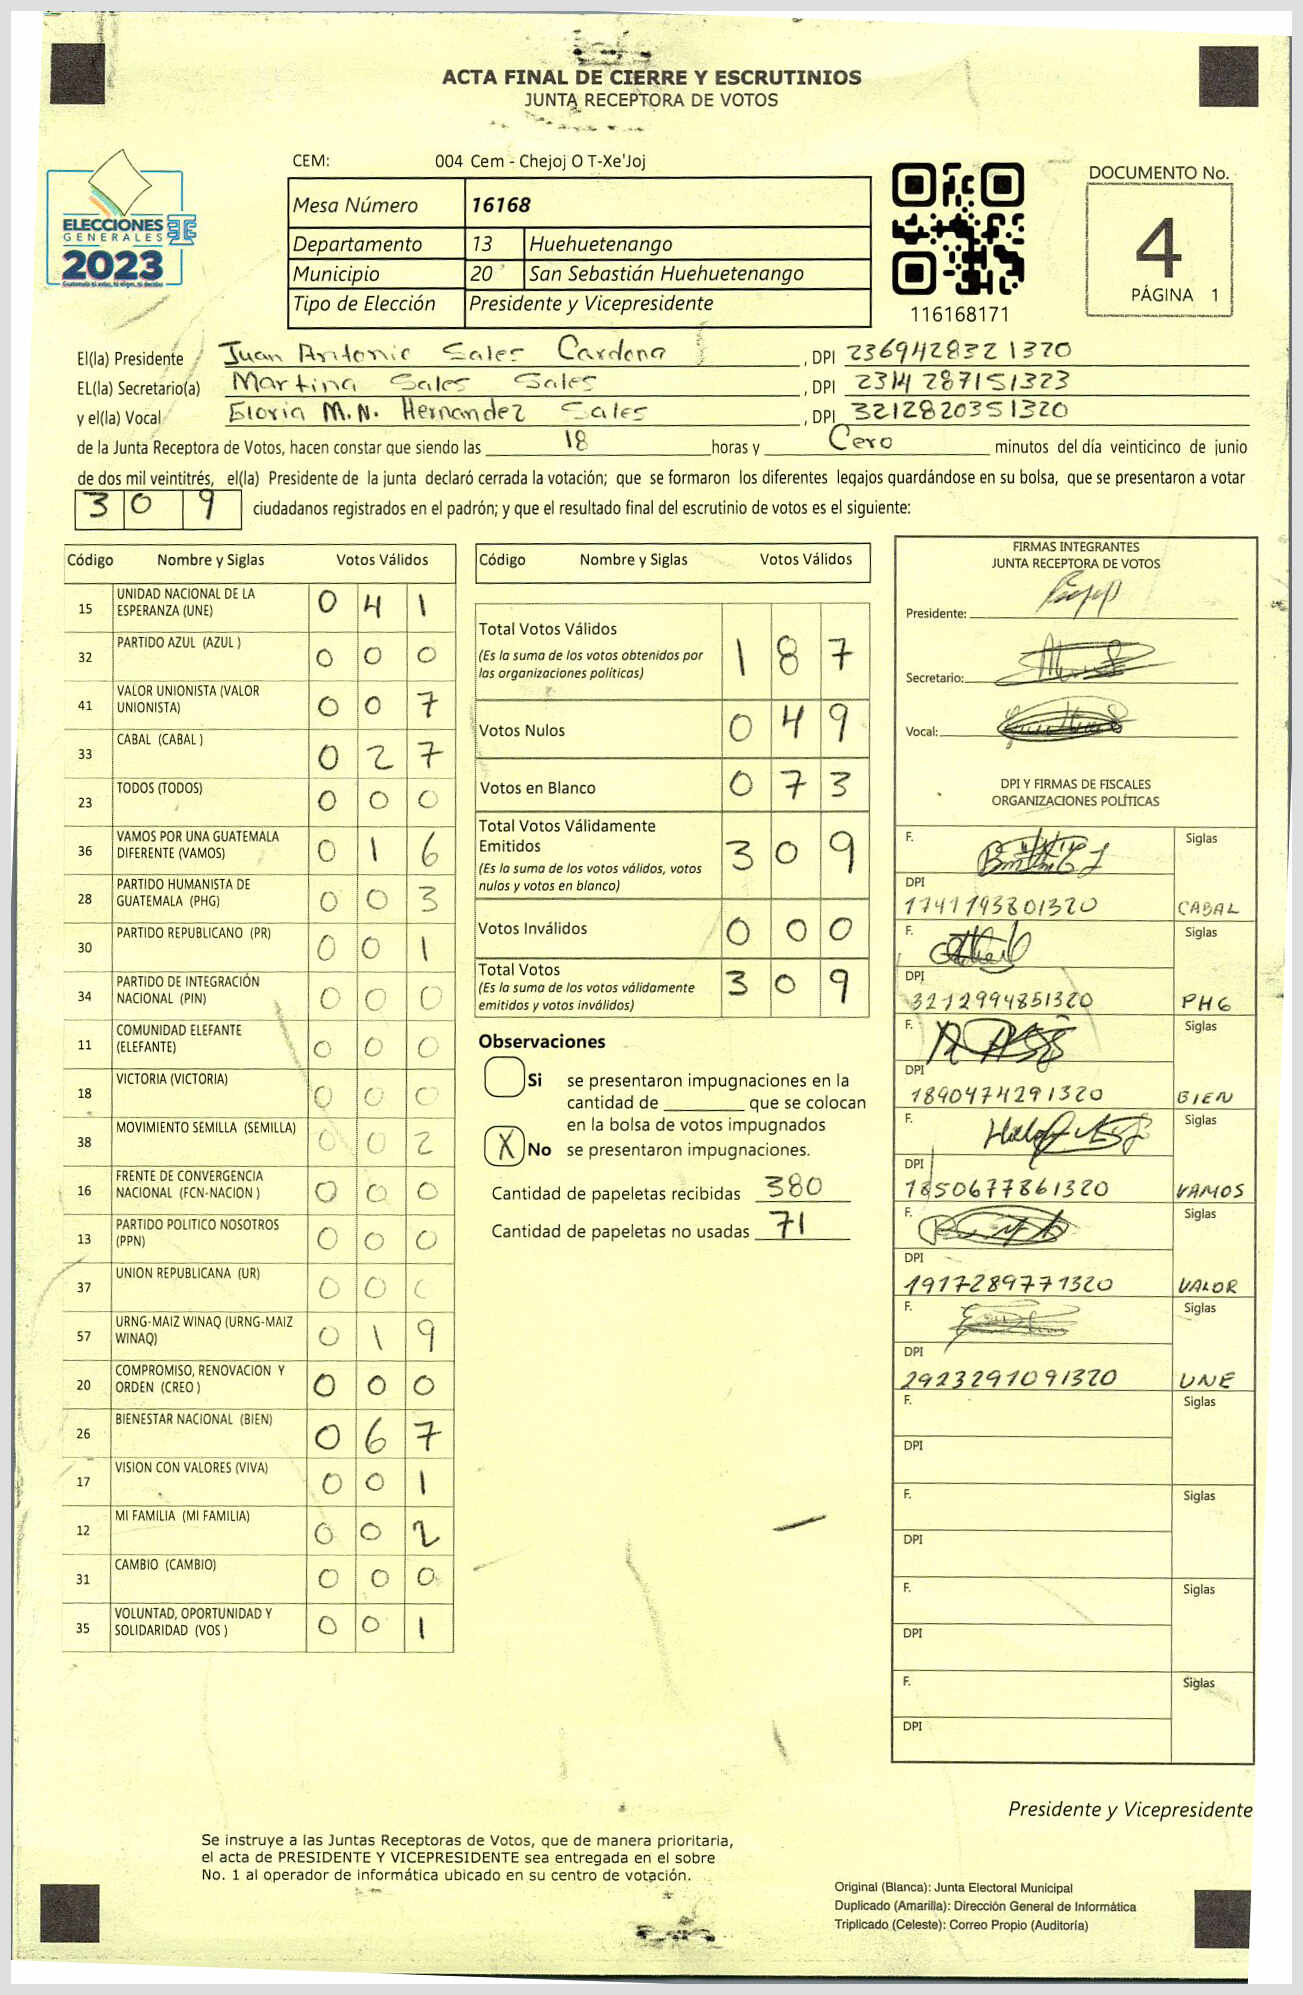 ACTA FINAL DE CIERRE Y ESCRUTINIOS
JUNTA RECEPTORA DE VOTOS
CEM: 004 Cem - Chejoj O T-Xe'Joj
ELECCIONES
GENERALES
2023
Mesa Número 16168
Departamento 13 Huehuetenango
Municipio 20 San Sebastián Huehuetenango
Tipo de Elección Presidente y Vicepresidente
116168171
DOCUMENTO No.
4
PÁGINA 1
El(la) Presidente Juan Antonio Sales Cardona , DPI 2369428321320
EL(la) Secretario(a) Martina Sales Sales , DPI 2314 287151323
y el(la) Vocal Gloria M.N. Hernandez Sales , DPI 3212820351320
de la Junta Receptora de Votos, hacen constar que siendo las 18 horas y Cero minutos del día veinticinco de junio
de dos mil veintitrés, el(la) Presidente de la junta declaró cerrada la votación; que se formaron los diferentes legajos guardándose en su bolsa, que se presentaron a votar
309 ciudadanos registrados en el padrón; y que el resultado final del escrutinio de votos es el siguiente:
Código Nombre y Siglas Votos Válidos
15 UNIDAD NACIONAL DE LA ESPERANZA (UNE) 0 4 1
32 PARTIDO AZUL (AZUL ) 0 0 0
41 VALOR UNIONISTA (VALOR UNIONISTA) 0 0 7
33 CABAL (CABAL ) 0 2 7
23 TODOS (TODOS) 0 0 0
36 VAMOS POR UNA GUATEMALA DIFERENTE (VAMOS) 0 1 6
28 PARTIDO HUMANISTA DE GUATEMALA (PHG) 0 0 3
30 PARTIDO REPUBLICANO (PR) 0 0 1
34 PARTIDO DE INTEGRACIÓN NACIONAL (PIN) 0 0 0
11 COMUNIDAD ELEFANTE (ELEFANTE) 0 0 0
18 VICTORIA (VICTORIA) 0 0 0
38 MOVIMIENTO SEMILLA (SEMILLA) 0 0 2
16 FRENTE DE CONVERGENCIA NACIONAL (FCN-NACION ) 0 0 0
13 PARTIDO POLITICO NOSOTROS (PPN) 0 0 0
37 UNION REPUBLICANA (UR) 0 0 0
57 URNG-MAIZ WINAQ (URNG-MAIZ WINAQ) 0 1 9
20 COMPROMISO, RENOVACION Y ORDEN (CREO ) 0 0 0
26 BIENESTAR NACIONAL (BIEN) 0 6 7
17 VISION CON VALORES (VIVA) 0 0 1
12 MI FAMILIA (MI FAMILIA) 0 0 2
31 CAMBIO (CAMBIO) 0 0 0
35 VOLUNTAD, OPORTUNIDAD Y SOLIDARIDAD (VOS ) 0 0 1
Código Nombre y Siglas Votos Válidos
Total Votos Válidos 1 8 7
(Es la suma de los votos obtenidos por
las organizaciones políticas)
Votos Nulos 0 4 9
Votos en Blanco 0 7 3
Total Votos Válidamente
Emitidos 3 0 9
(Es la suma de los votos válidos, votos
nulos y votos en blanco)
Votos Inválidos 0 0 0
Total Votos 3 0 9
(Es la suma de los votos válidamente
emitidos y votos inválidos)
Observaciones
Si se presentaron impugnaciones en la
cantidad de ________ que se colocan
en la bolsa de votos impugnados
X No se presentaron impugnaciones.
Cantidad de papeletas recibidas 380
Cantidad de papeletas no usadas 71
FIRMAS INTEGRANTES
JUNTA RECEPTORA DE VOTOS
Presidente:
Secretario:
Vocal:
DPI Y FIRMAS DE FISCALES
ORGANIZACIONES POLÍTICAS
F. Siglas
DPI
1741793801320 CABAL
F. Siglas
DPI
3212994851320 PHG
F. Siglas
DPI
1890474291320 BIEN
F. Siglas
DPI
1850677861320 VAMOS
F. Siglas
DPI
1917289771320 VALOR
F. Siglas
DPI
2923291091320 UNE
F. Siglas
DPI
F. Siglas
DPI
F. Siglas
DPI
F. Siglas
DPI
Presidente y Vicepresidente
Se instruye a las Juntas Receptoras de Votos, que de manera prioritaria,
el acta de PRESIDENTE Y VICEPRESIDENTE sea entregada en el sobre
No. 1 al operador de informática ubicado en su centro de votación.
Original (Blanca): Junta Electoral Municipal
Duplicado (Amarilla): Dirección General de Informática
Triplicado (Celeste): Correo Propio (Auditoría)